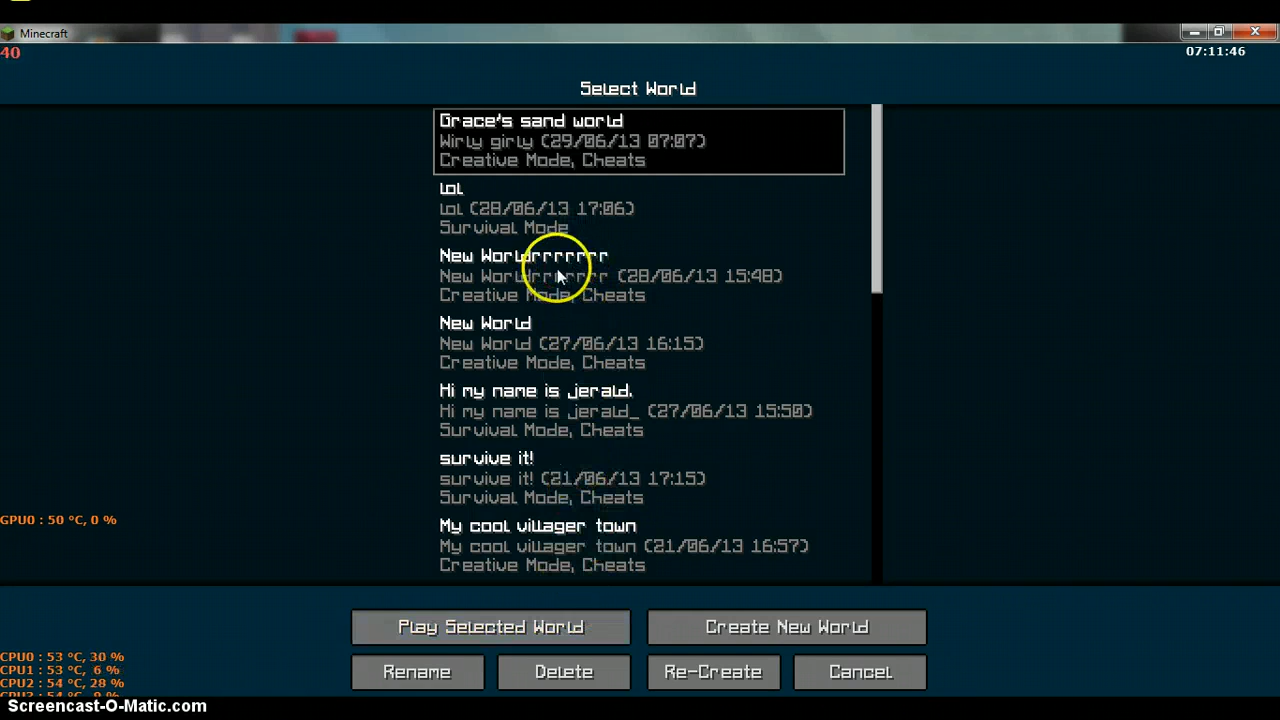 Minecraft
40
07:11:46
Select World
Grace's sand world
Wirly girly (29/06/13 07:07)
Creative Mode, Cheats
lol
lol (28/06/13 17:06)
Survival Mode
New Worldrrrrrrr
New Worldrrrrrrr (28/06/13 15:48)
Creative Mode, Cheats
New World
New World (27/06/13 16:15)
Creative Mode, Cheats
Hi my name is jerald.
Hi my name is jerald_ (27/06/13 15:50)
Survival Mode, Cheats
survive it!
survive it! (21/06/13 17:15)
Survival Mode, Cheats
My cool villager town
My cool villager town (21/06/13 16:57)
Creative Mode, Cheats
GPU0 : 50 °C, 0 %
Play Selected World
Create New World
CPU0 : 53 °C, 30 %
CPU1 : 53 °C, 6 %
CPU2 : 54 °C, 28 %
Rename
Delete
Re-Create
Cancel
Screencast-O-Matic.com